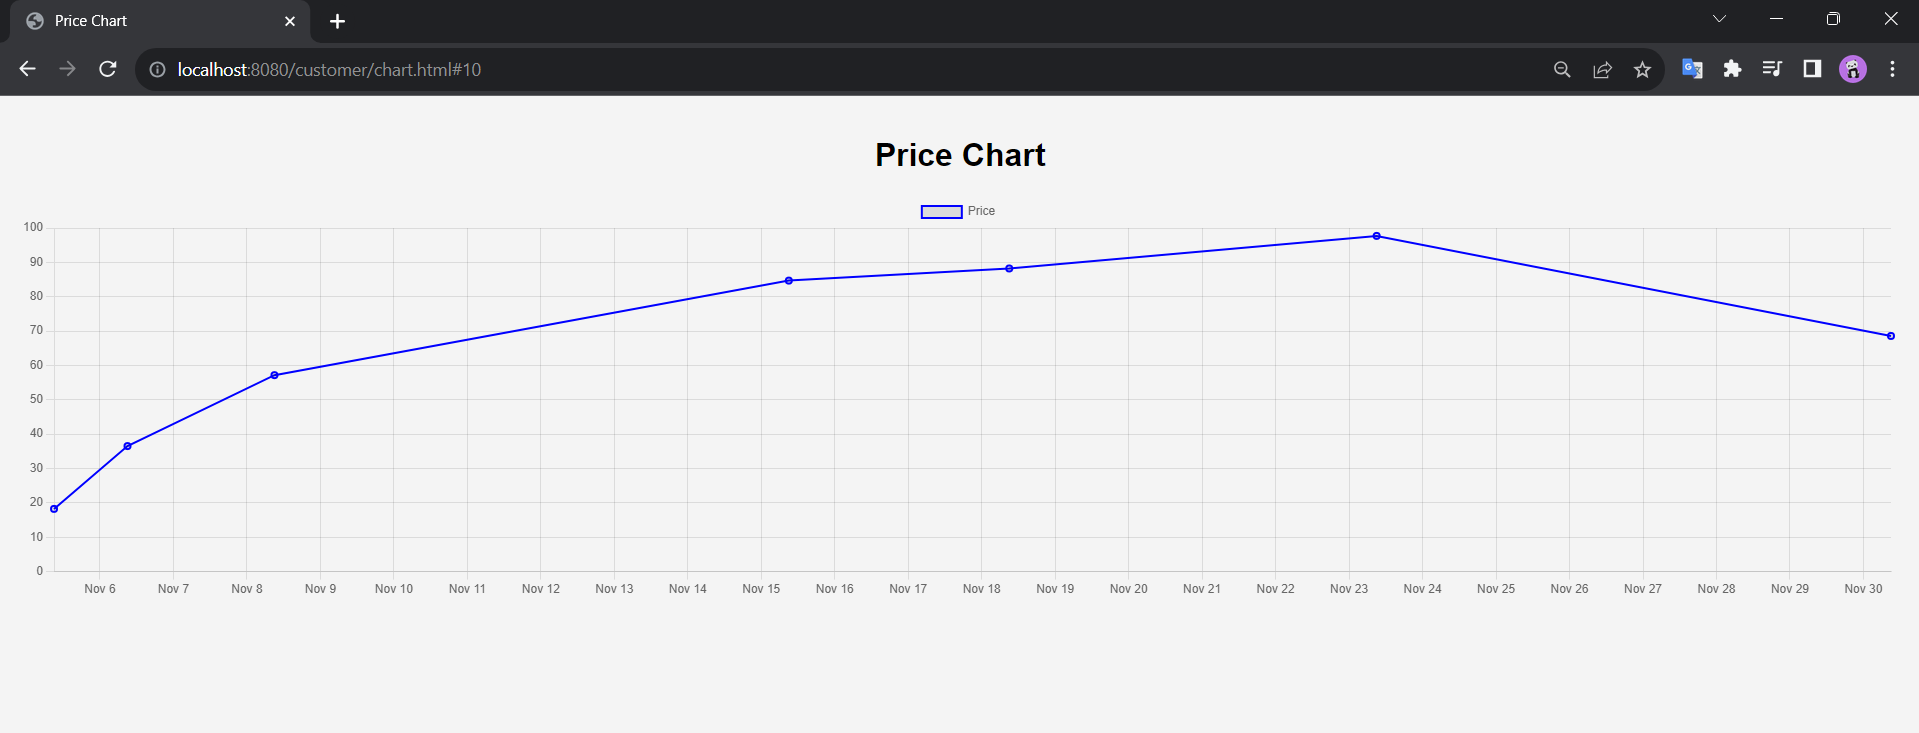 Price Chart
localhost:8080/customer/chart.html#10
Price Chart
Price
100
90
80
70
60
50
40
30
20
10
0
Nov 6 Nov 7 Nov 8 Nov 9 Nov 10 Nov 11 Nov 12 Nov 13 Nov 14 Nov 15 Nov 16 Nov 17 Nov 18 Nov 19 Nov 20 Nov 21 Nov 22 Nov 23 Nov 24 Nov 25 Nov 26 Nov 27 Nov 28 Nov 29 Nov 30